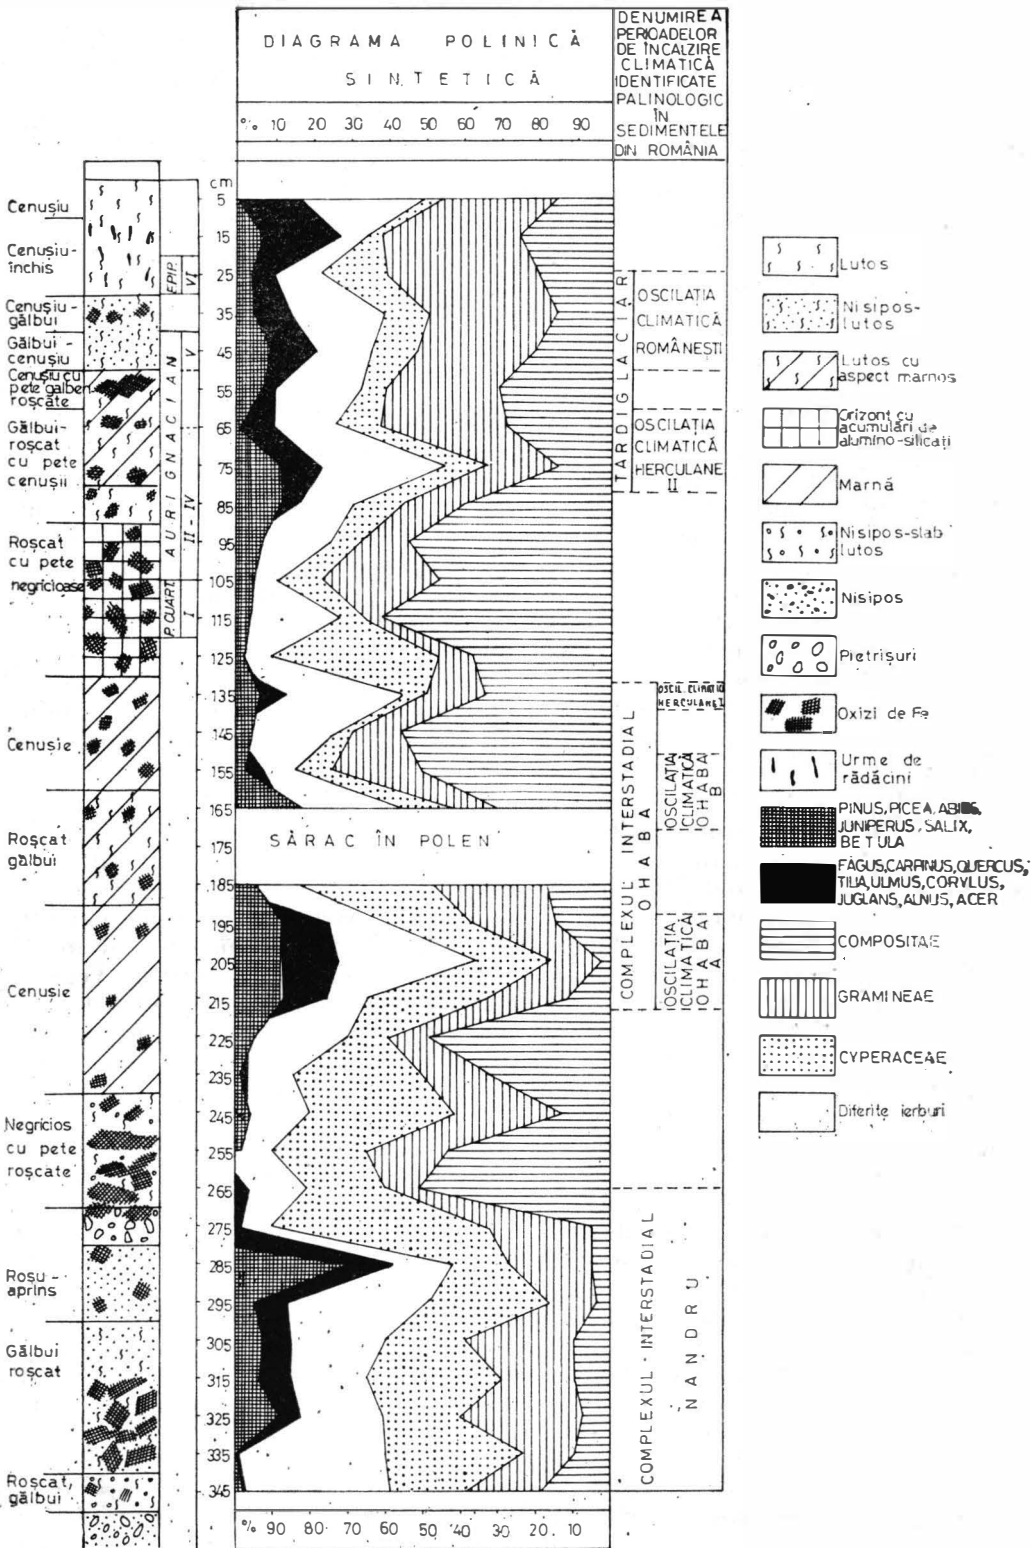 DIAGRAMA POLINICĂ
SINTETICĂ
% 10 20 30 40 50 60 70 80 90
DENUMIREA
PERIOADELOR
DE ÎNCALZIRE
CLIMATICĂ
IDENTIFICATE
PALINOLOGIC
ÎN
SEDIMENTELE
DIN ROMÂNIA
Cenușiu
Cenușiu-
închis
Cenușiu-
gălbui
Gălbui-
cenușiu
Cenușiu cu
pete galben
roșcate
Gălbui-
roșcat
cu pete
cenușii
Roșcat
cu pete
negricioase
Cenușie
Roșcat
gălbui
Cenusie
Negricios
cu pete
roșcate
Roșu-
aprins
Gălbui
roșcat
Roșcat,
gălbui
EPIP.
VI
AURIGNACIAN
V
II-IV
P.CUART.
I
cm
5
15
25
35
45
55
65
75
85
95
105
115
125
135
145
155
165
175
185
195
205
215
225
235
245
255
265
275
285
295
305
315
325
335
345
SĂRAC ÎN POLEN
% 90 80 70 60 50 40 30 20 10
TARDIGLACIAR
OSCILAȚIA
CLIMATICĂ
ROMÂNEȘTI
OSCILAȚIA
CLIMATICĂ
HERCULANE
II
COMPLEXUL INTERSTADIAL
OHABA
OSCIL. CLIMATICĂ
HERCULANE I
OSCILAȚIA
CLIMATICĂ
OHABA
B
OSCILAȚIA
CLIMATICĂ
OHABA
A
COMPLEXUL-INTERSTADIAL
NANDRU
Lutos
Nisipos-
lutos
Lutos cu
aspect marnos
Orizont cu
acumulări de
alumino-silicați
Marnă
Nisipos-slab
lutos
Nisipos
Pietrișuri
Oxizi de Fe
Urme de
rădăcini
PINUS, PICEA, ABIES,
JUNIPERUS, SALIX,
BETULA
FAGUS, CARPINUS, QUERCUS,
TILIA, ULMUS, CORYLUS,
JUGLANS, ALNUS, ACER
COMPOSITAE
GRAMINEAE
CYPERACEAE
Diferite ierburi